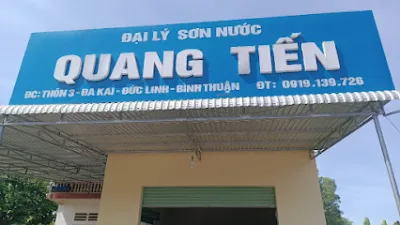 ĐẠI LÝ SƠN NƯỚC
QUANG TIẾN
ĐC: THÔN 3 - ĐA KAI - ĐỨC LINH - BÌNH THUẬN ĐT: 0919.139.726